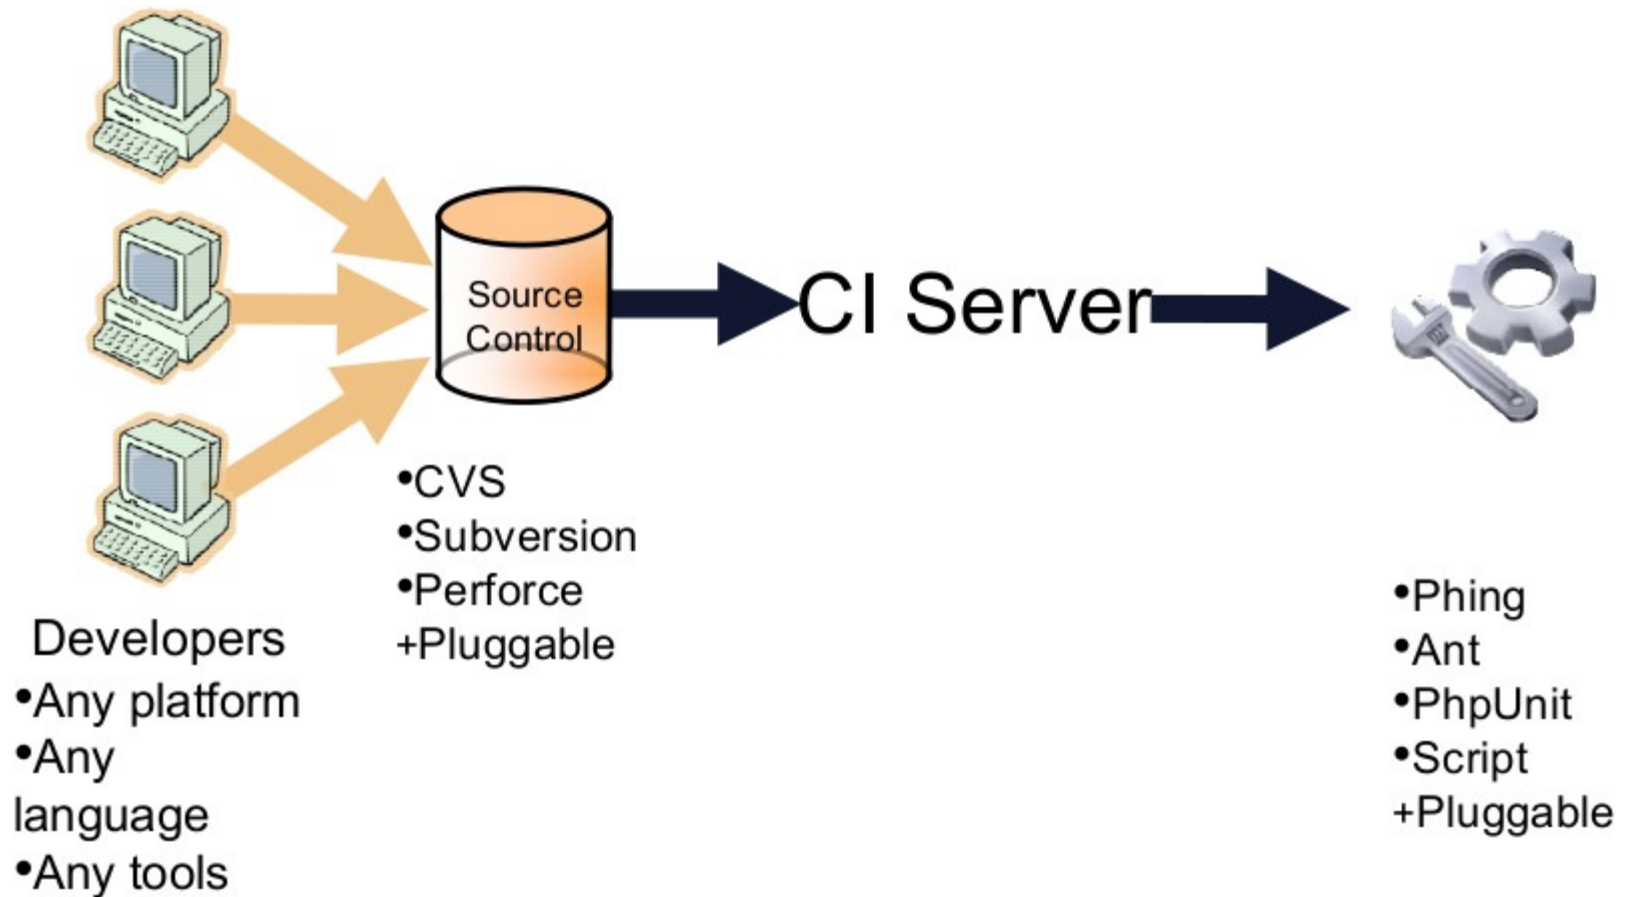 Source
Control
CI Server
•CVS
•Subversion
•Perforce
+Pluggable
Developers
•Any platform
•Any
language
•Any tools
•Phing
•Ant
•PhpUnit
•Script
+Pluggable